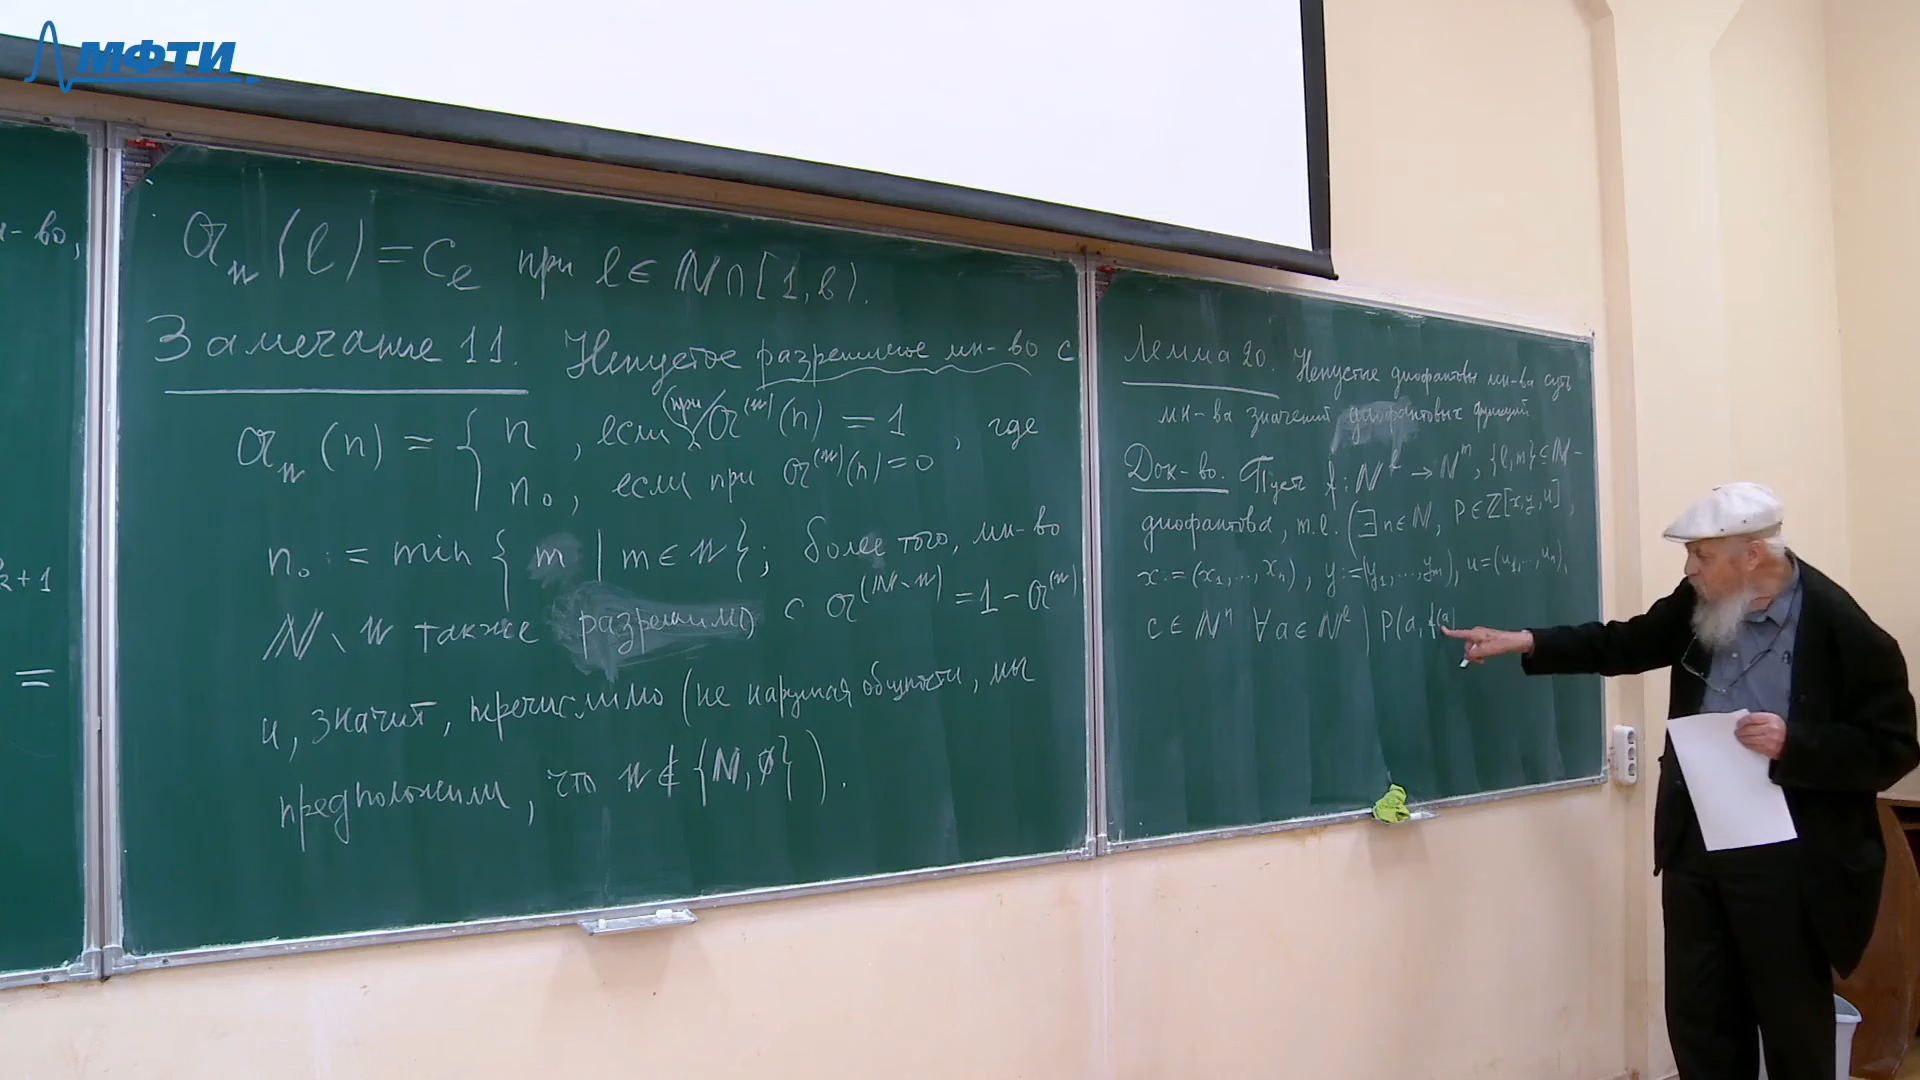 МФТИ
н-во,
k+1
=
σ_𝔫(l) = c_l при l ∈ ℕ ∩ [1, b).
Замечание 11. Непустое разрешимое мн-во с
σ_𝔫(n) = { n, если (при) σ^(𝔫)(n) = 1
n₀, если при σ^(𝔫)(n) = 0 , где
n₀ := min { m | m ∈ 𝔫 }; более того, мн-во
ℕ \ 𝔫 также разрешимо с σ^(ℕ\𝔫) = 1 - σ^(𝔫)
и, значит, перечислимо (не нарушая общности, мы
предположим, что 𝔫 ∉ {ℕ, ∅}).
Лемма 20. Непустые диофантовы мн-ва суть
мн-ва значений диофантовых функций
Док-во. Пусть f: ℕ^l → ℕ^m, {l, m} ⊆ ℕ -
диофантова, т.е. (∃ n ∈ ℕ, P ∈ ℤ[x, y, u],
x := (x₁, ..., x_n), y := (y₁, ..., y_m), u = (u₁, ..., u_n),
c ∈ ℕ^n ∀ a ∈ ℕ^l) P(a, f(a)